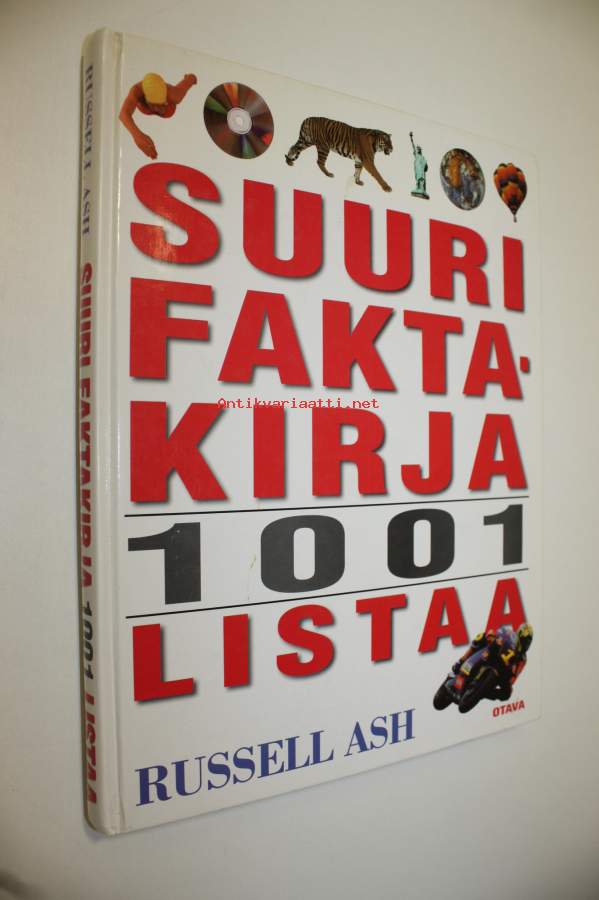 RUSSELL ASH SUURI FAKTAKIRJA 1001 LISTAA
SUURI
FAKTA-
Antikvariaatti.net
KIRJA
1001
LISTAA
OTAVA
RUSSELL ASH